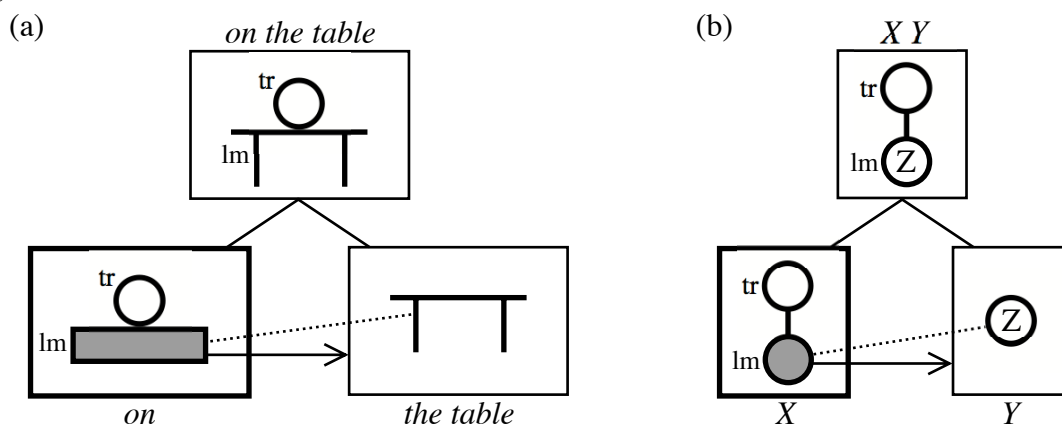 (a)
on the table
tr
lm
tr
lm
on
the table
(b)
X Y
tr
lm
Z
tr
lm
Z
X
Y